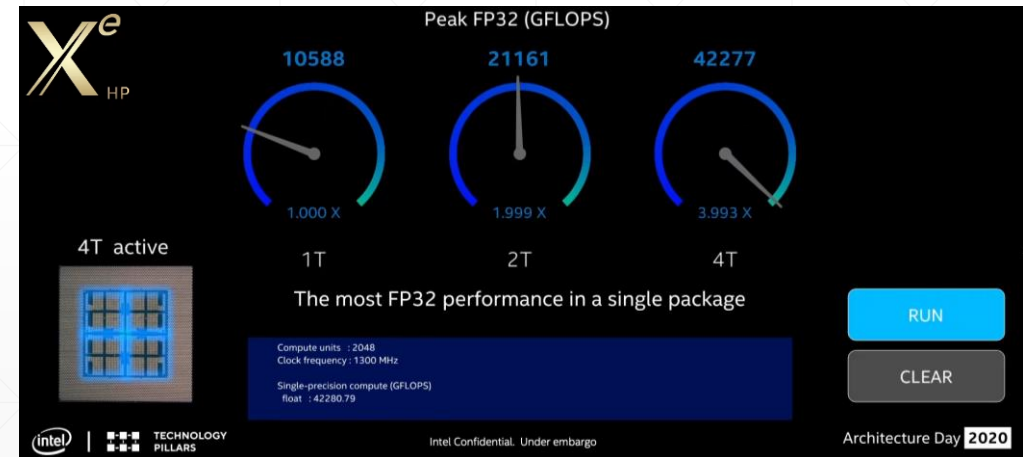 Xe
HP
Peak FP32 (GFLOPS)
10588
21161
42277
1.000 X
1.999 X
3.993 X
1T
2T
4T
4T active
The most FP32 performance in a single package
Compute units : 2048
Clock frequency : 1300 MHz
Single-precision compute (GFLOPS)
float : 42280.79
RUN
CLEAR
intel
TECHNOLOGY
PILLARS
Intel Confidential. Under embargo
Architecture Day 2020